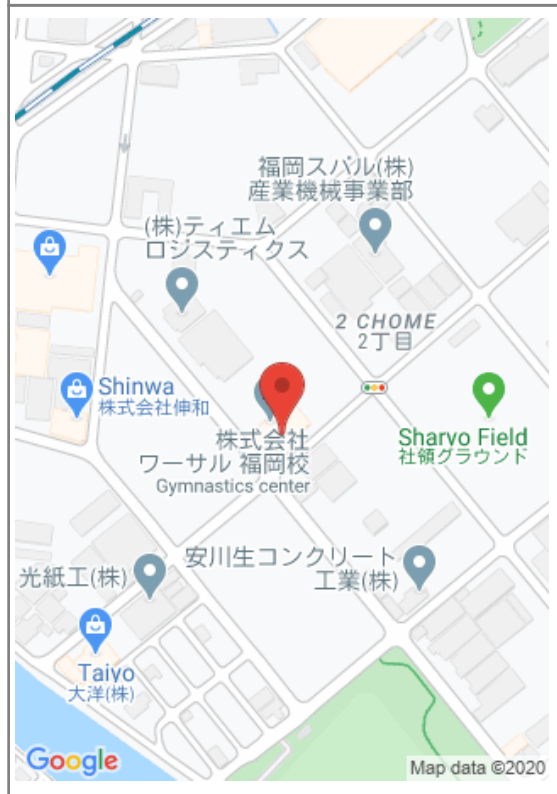 福岡スバル(株)
産業機械事業部
(株)ティエム
ロジスティクス
2 CHOME
2丁目
Shinwa
株式会社伸和
株式会社
ワーサル 福岡校
Gymnastics center
Sharyo Field
社領グラウンド
安川生コンクリート
工業(株)
光紙工(株)
Taiyo
大洋(株)
Google
Map data ©2020